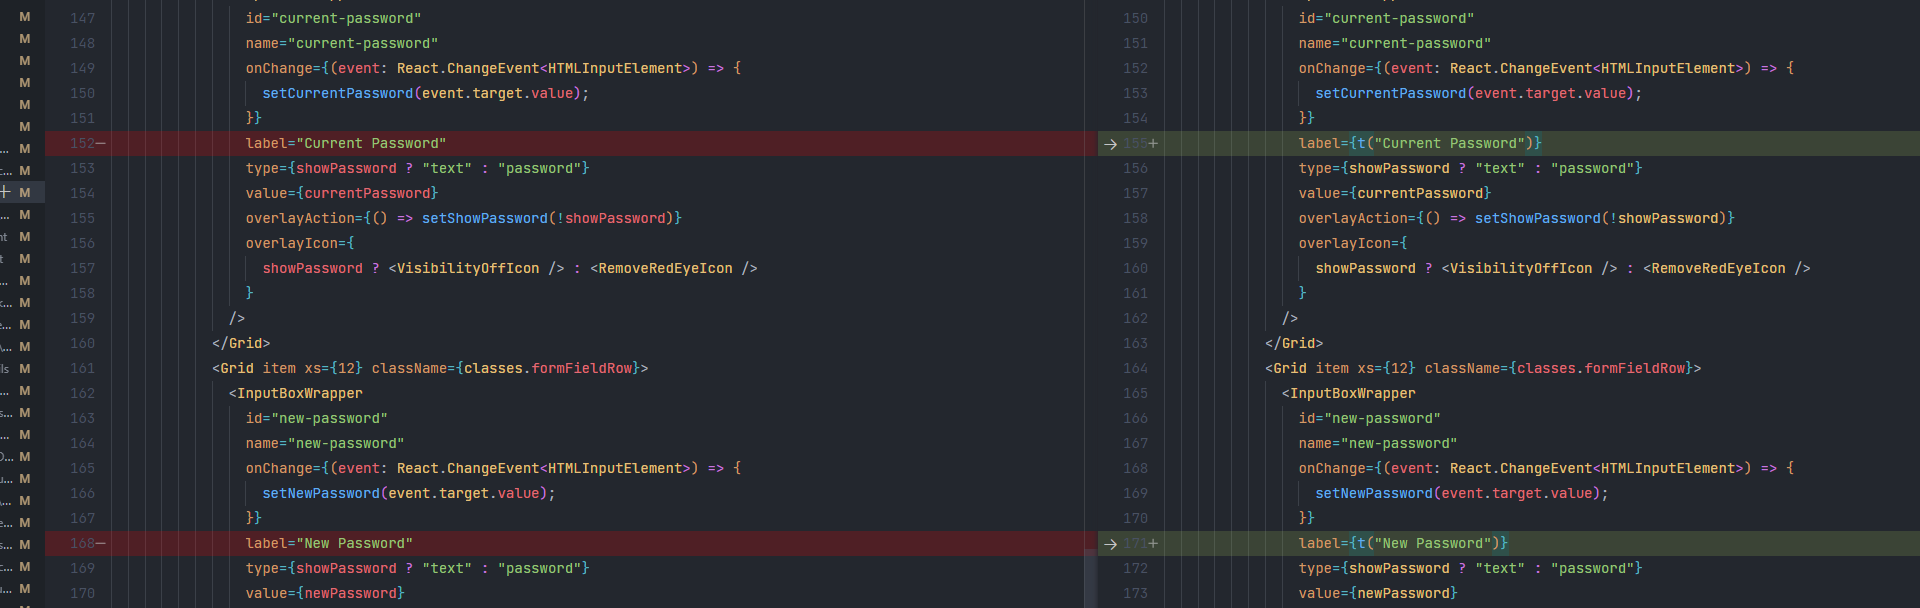 147 id="current-password"
148 name="current-password"
149 onChange={(event: React.ChangeEvent<HTMLInputElement>) => {
150 setCurrentPassword(event.target.value);
151 }}
152— label="Current Password"
153 type={showPassword ? "text" : "password"}
154 value={currentPassword}
155 overlayAction={() => setShowPassword(!showPassword)}
156 overlayIcon={
157 showPassword ? <VisibilityOffIcon /> : <RemoveRedEyeIcon />
158 }
159 />
160 </Grid>
161 <Grid item xs={12} className={classes.formFieldRow}>
162 <InputBoxWrapper
163 id="new-password"
164 name="new-password"
165 onChange={(event: React.ChangeEvent<HTMLInputElement>) => {
166 setNewPassword(event.target.value);
167 }}
168— label="New Password"
169 type={showPassword ? "text" : "password"}
170 value={newPassword}
150 id="current-password"
151 name="current-password"
152 onChange={(event: React.ChangeEvent<HTMLInputElement>) => {
153 setCurrentPassword(event.target.value);
154 }}
→ 155+ label={t("Current Password")}
156 type={showPassword ? "text" : "password"}
157 value={currentPassword}
158 overlayAction={() => setShowPassword(!showPassword)}
159 overlayIcon={
160 showPassword ? <VisibilityOffIcon /> : <RemoveRedEyeIcon />
161 }
162 />
163 </Grid>
164 <Grid item xs={12} className={classes.formFieldRow}>
165 <InputBoxWrapper
166 id="new-password"
167 name="new-password"
168 onChange={(event: React.ChangeEvent<HTMLInputElement>) => {
169 setNewPassword(event.target.value);
170 }}
→ 171+ label={t("New Password")}
172 type={showPassword ? "text" : "password"}
173 value={newPassword}